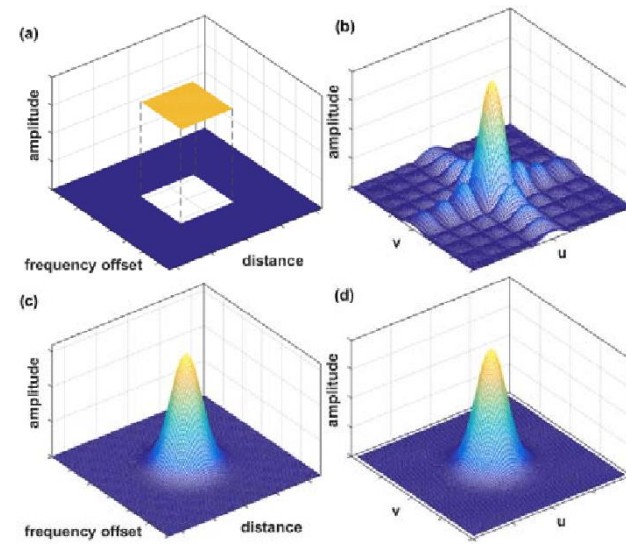 (a)
amplitude
frequency offset
distance
(b)
amplitude
v
u
(c)
amplitude
frequency offset
distance
(d)
amplitude
v
u